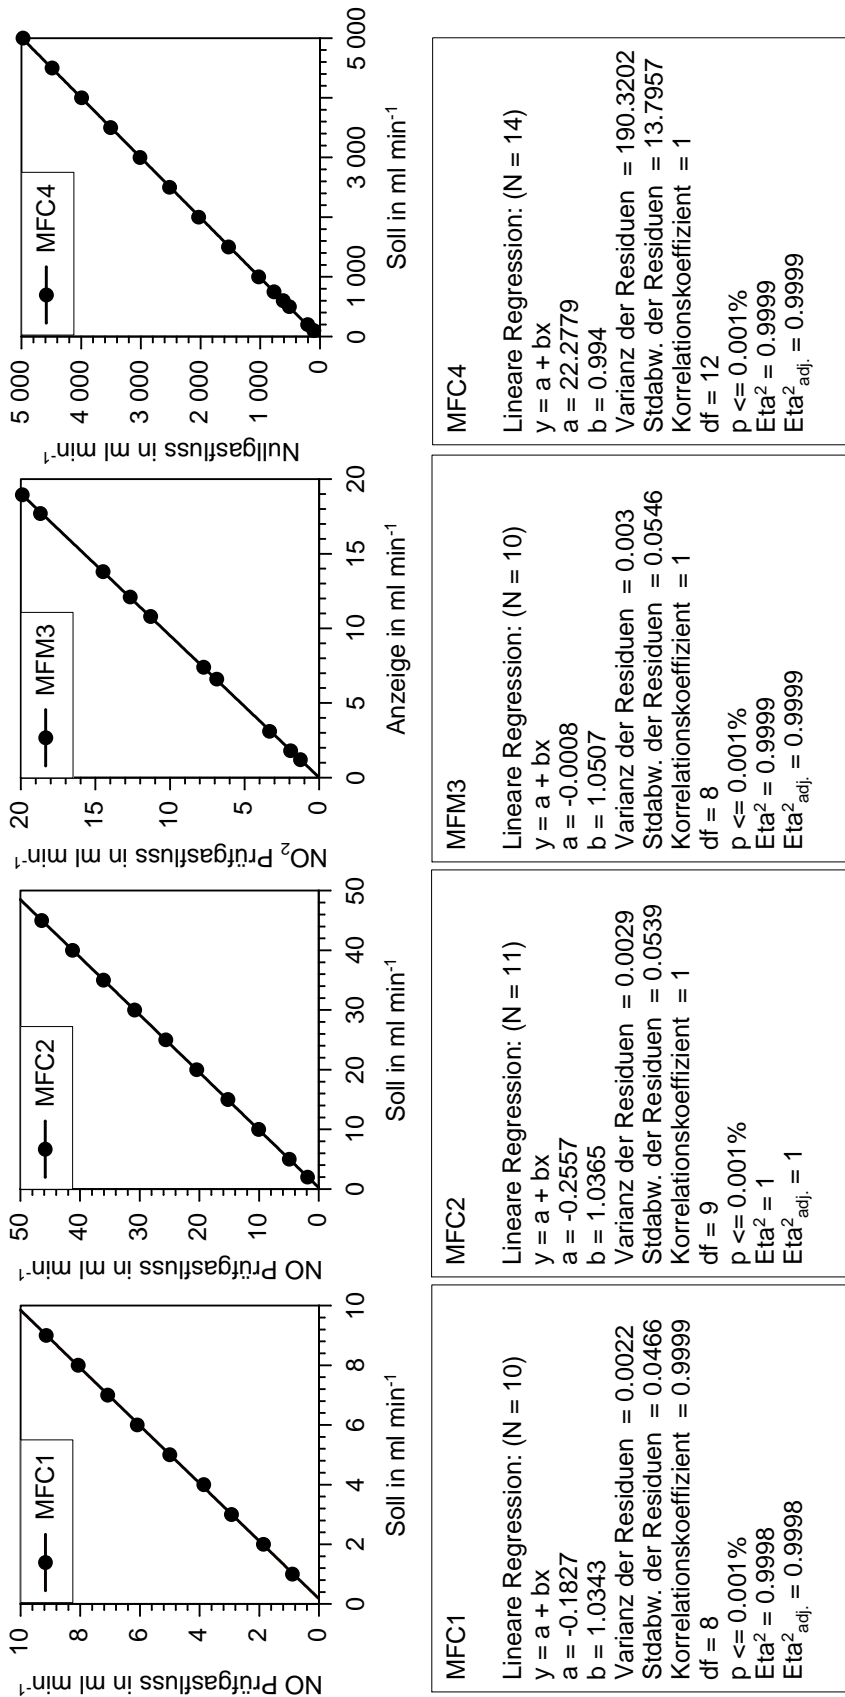 10
8
6
4
2
0
NO Prüfgasfluss in ml min⁻¹
MFC1
0 2 4 6 8 10
Soll in ml min⁻¹
50
40
30
20
10
0
NO Prüfgasfluss in ml min⁻¹
MFC2
0 10 20 30 40 50
Soll in ml min⁻¹
20
15
10
5
0
NO₂ Prüfgasfluss in ml min⁻¹
MFM3
0 5 10 15 20
Anzeige in ml min⁻¹
5 000
4 000
3 000
2 000
1 000
0
Nullgasfluss in ml min⁻¹
MFC4
0 1 000 3 000 5 000
Soll in ml min⁻¹
MFC1
Lineare Regression: (N = 10)
y = a + bx
a = -0.1827
b = 1.0343
Varianz der Residuen = 0.0022
Stdabw. der Residuen = 0.0466
Korrelationskoeffizient = 0.9999
df = 8
p <= 0.001%
Eta² = 0.9998
Eta²adj. = 0.9998
MFC2
Lineare Regression: (N = 11)
y = a + bx
a = -0.2557
b = 1.0365
Varianz der Residuen = 0.0029
Stdabw. der Residuen = 0.0539
Korrelationskoeffizient = 1
df = 9
p <= 0.001%
Eta² = 1
Eta²adj. = 1
MFM3
Lineare Regression: (N = 10)
y = a + bx
a = -0.0008
b = 1.0507
Varianz der Residuen = 0.003
Stdabw. der Residuen = 0.0546
Korrelationskoeffizient = 1
df = 8
p <= 0.001%
Eta² = 0.9999
Eta²adj. = 0.9999
MFC4
Lineare Regression: (N = 14)
y = a + bx
a = 22.2779
b = 0.994
Varianz der Residuen = 190.3202
Stdabw. der Residuen = 13.7957
Korrelationskoeffizient = 1
df = 12
p <= 0.001%
Eta² = 0.9999
Eta²adj. = 0.9999